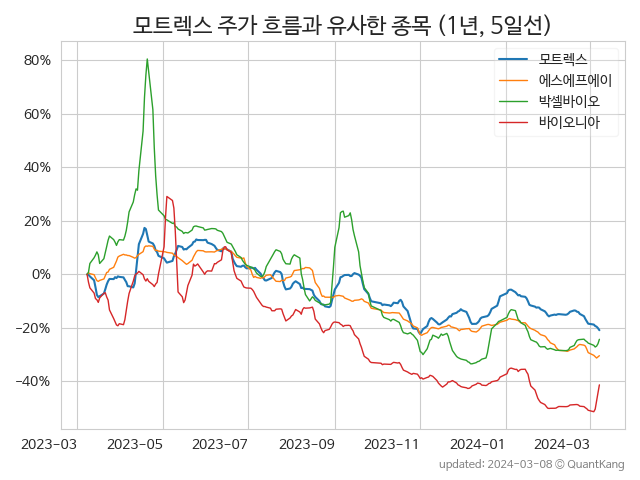 모트렉스 주가 흐름과 유사한 종목 (1년, 5일선)
모트렉스
에스에프에이
박셀바이오
바이오니아
80%
60%
40%
20%
0%
−20%
−40%
2023-03 2023-05 2023-07 2023-09 2023-11 2024-01 2024-03
updated: 2024-03-08 © QuantKang